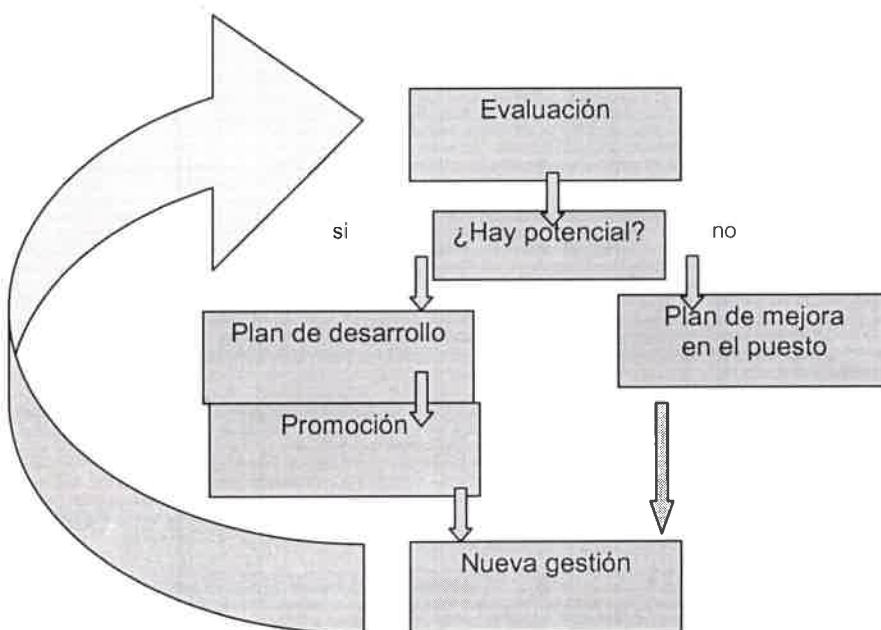 Evaluación
si
¿Hay potencial?
no
Plan de desarrollo
Plan de mejora
en el puesto
Promoción
Nueva gestión